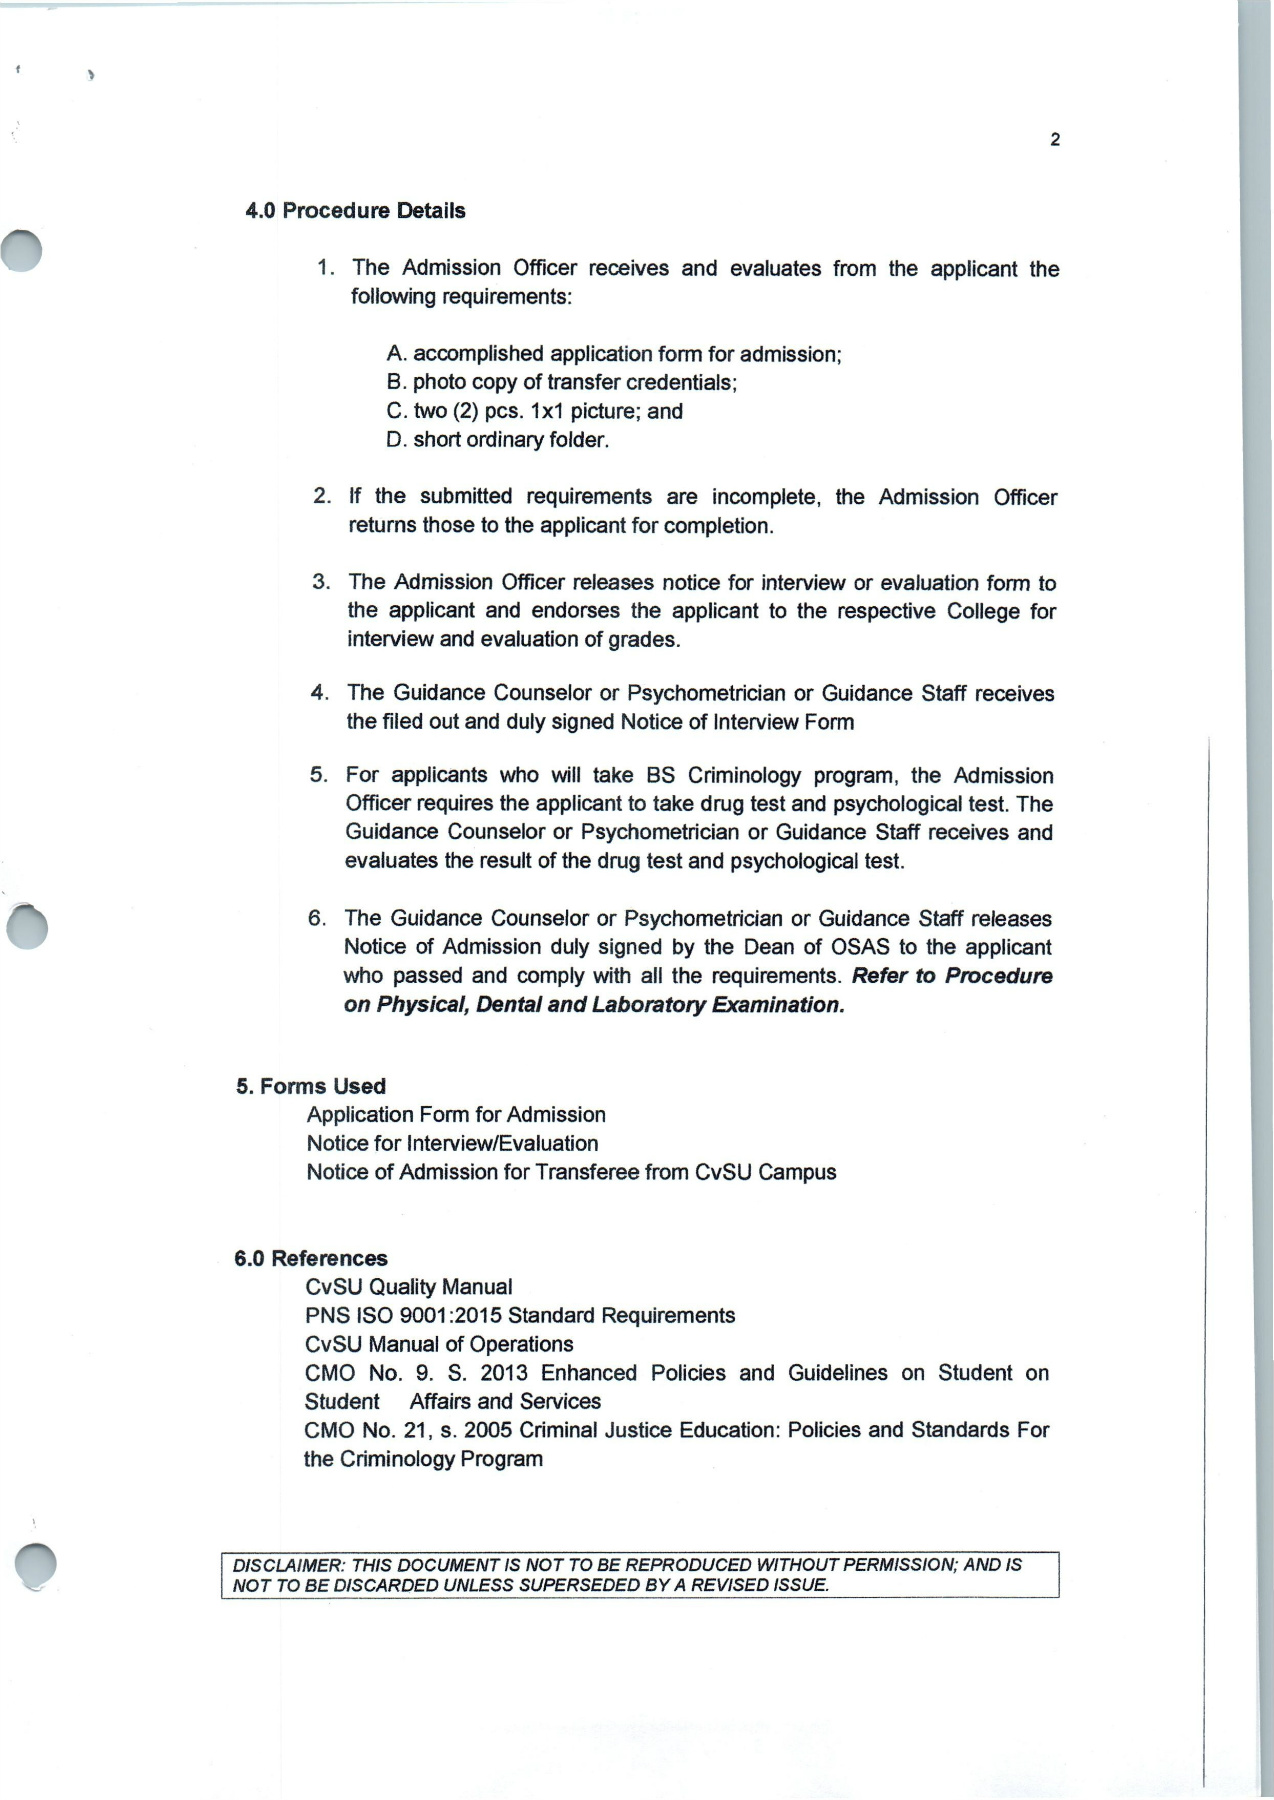 2
4.0 Procedure Details
1. The Admission Officer receives and evaluates from the applicant the
following requirements:
A. accomplished application form for admission;
B. photo copy of transfer credentials;
C. two (2) pcs. 1x1 picture; and
D. short ordinary folder.
2. If the submitted requirements are incomplete, the Admission Officer
returns those to the applicant for completion.
3. The Admission Officer releases notice for interview or evaluation form to
the applicant and endorses the applicant to the respective College for
interview and evaluation of grades.
4. The Guidance Counselor or Psychometrician or Guidance Staff receives
the filed out and duly signed Notice of Interview Form
5. For applicants who will take BS Criminology program, the Admission
Officer requires the applicant to take drug test and psychological test. The
Guidance Counselor or Psychometrician or Guidance Staff receives and
evaluates the result of the drug test and psychological test.
6. The Guidance Counselor or Psychometrician or Guidance Staff releases
Notice of Admission duly signed by the Dean of OSAS to the applicant
who passed and comply with all the requirements. Refer to Procedure
on Physical, Dental and Laboratory Examination.
5. Forms Used
Application Form for Admission
Notice for Interview/Evaluation
Notice of Admission for Transferee from CvSU Campus
6.0 References
CvSU Quality Manual
PNS ISO 9001:2015 Standard Requirements
CvSU Manual of Operations
CMO No. 9. S. 2013 Enhanced Policies and Guidelines on Student on
Student Affairs and Services
CMO No. 21, s. 2005 Criminal Justice Education: Policies and Standards For
the Criminology Program
DISCLAIMER: THIS DOCUMENT IS NOT TO BE REPRODUCED WITHOUT PERMISSION; AND IS
NOT TO BE DISCARDED UNLESS SUPERSEDED BY A REVISED ISSUE.